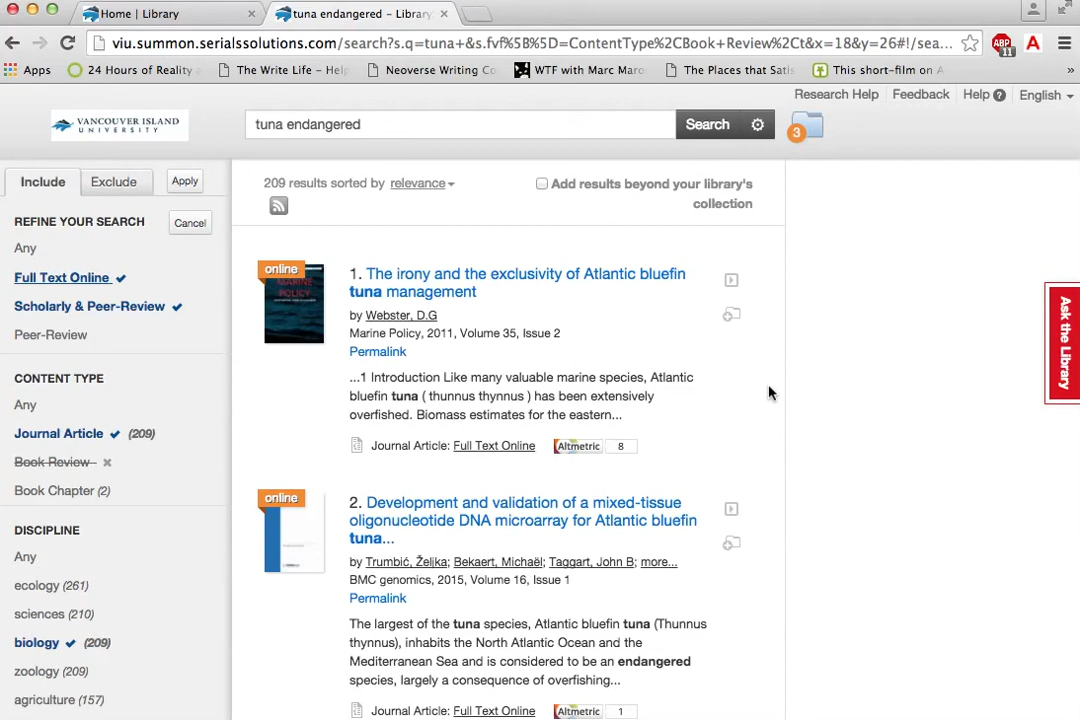 Home | Library
tuna endangered - Library
viu.summon.serialssolutions.com/search?s.q=tuna+&s.fvf%5B%5D=ContentType%2CBook+Review%2Ct&x=18&y=26#!/sea...
ABP
11
A
Apps
24 Hours of Reality
The Write Life - Help
Neoverse Writing Co
WTF with Marc Maro
The Places that Satis
This short-film on A
»
Research Help
Feedback
Help ?
English
VANCOUVER ISLAND
UNIVERSITY
tuna endangered
Search
3
Include
Exclude
Apply
REFINE YOUR SEARCH
Cancel
Any
Full Text Online
Scholarly & Peer-Review
Peer-Review
CONTENT TYPE
Any
Journal Article (209)
Book Review
Book Chapter (2)
DISCIPLINE
Any
ecology (261)
sciences (210)
biology (209)
zoology (209)
agriculture (157)
209 results sorted by relevance
Add results beyond your library's
collection
online
MARINE
POLICY
1. The irony and the exclusivity of Atlantic bluefin
tuna management
by Webster, D.G
Marine Policy, 2011, Volume 35, Issue 2
Permalink
...1 Introduction Like many valuable marine species, Atlantic
bluefin tuna ( thunnus thynnus ) has been extensively
overfished. Biomass estimates for the eastern...
Journal Article: Full Text Online
Altmetric 8
online
2. Development and validation of a mixed-tissue
oligonucleotide DNA microarray for Atlantic bluefin
tuna...
by Trumbić, Željka; Bekaert, Michaël; Taggart, John B; more...
BMC genomics, 2015, Volume 16, Issue 1
Permalink
The largest of the tuna species, Atlantic bluefin tuna (Thunnus
thynnus), inhabits the North Atlantic Ocean and the
Mediterranean Sea and is considered to be an endangered
species, largely a consequence of overfishing...
Journal Article: Full Text Online
Altmetric 1
Ask the Library